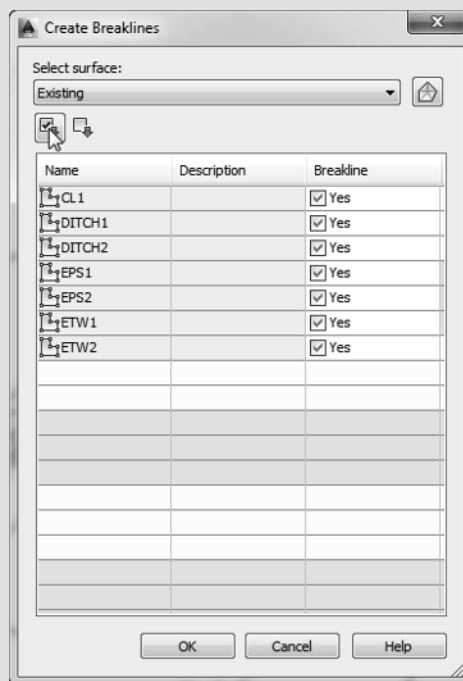 Create Breaklines
Select surface:
Existing
Name Description Breakline
CL1 Yes
DITCH1 Yes
DITCH2 Yes
EPS1 Yes
EPS2 Yes
ETW1 Yes
ETW2 Yes
OK Cancel Help